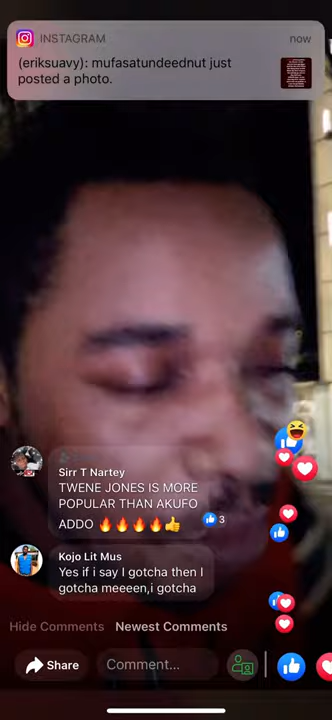 INSTAGRAM
now
(eriksuavy): mufasatundeednut just
posted a photo.
Sirr T Nartey
TWENE JONES IS MORE
POPULAR THAN AKUFO
ADDO 🔥🔥🔥🔥👍
3
Kojo Lit Mus
Yes if i say I gotcha then I
gotcha meeeen,i gotcha
Hide Comments
Newest Comments
Share
Comment...